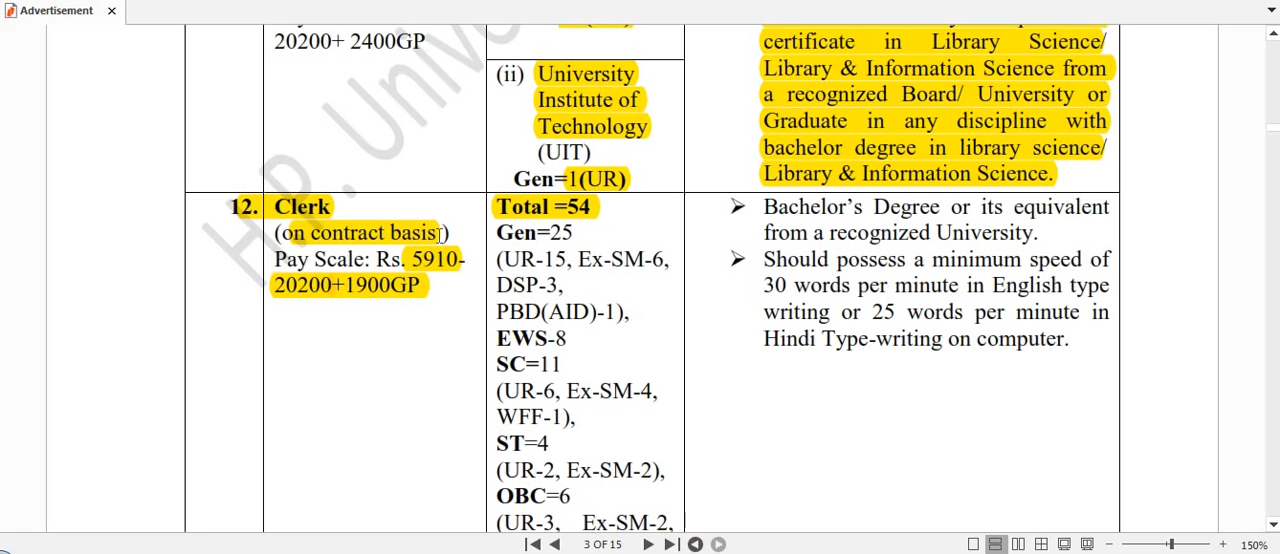 Advertisement
20200+ 2400GP
(ii) University
Institute of
Technology
(UIT)
Gen=1(UR)
certificate in Library Science/
Library & Information Science from
a recognized Board/ University or
Graduate in any discipline with
bachelor degree in library science/
Library & Information Science.
12. Clerk
(on contract basis)
Pay Scale: Rs. 5910-
20200+1900GP
Total =54
Gen=25
(UR-15, Ex-SM-6,
DSP-3,
PBD(AID)-1),
EWS-8
SC=11
(UR-6, Ex-SM-4,
WFF-1),
ST=4
(UR-2, Ex-SM-2),
OBC=6
(UR-3, Ex-SM-2,
➢ Bachelor’s Degree or its equivalent
from a recognized University.
➢ Should possess a minimum speed of
30 words per minute in English type
writing or 25 words per minute in
Hindi Type-writing on computer.
H.P. Unive
3 OF 15
150%